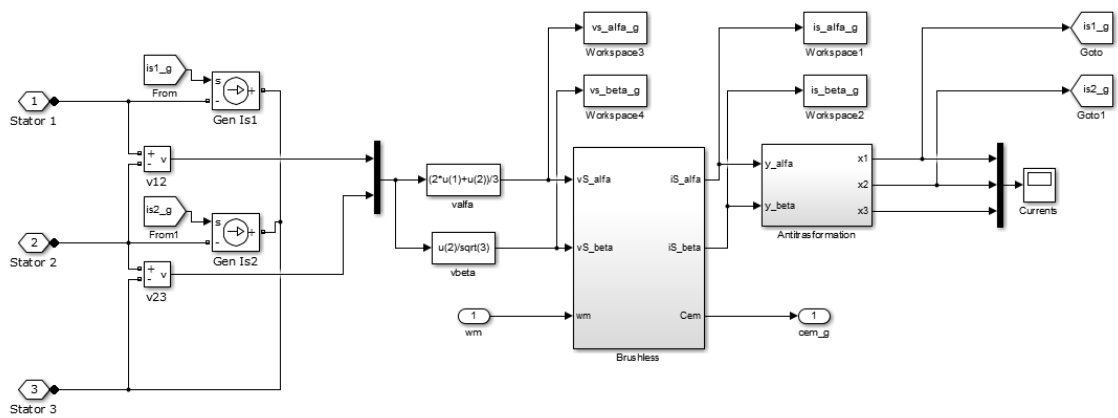 vs_alfa_g
Workspace3
is_alfa_g
Workspace1
is1_g
Goto
is1_g
From
s
+
-
Gen Is1
1
Stator 1
vs_beta_g
Workspace4
is_beta_g
Workspace2
is2_g
Goto1
+
-
v
v12
(2*u(1)+u(2))/3
valfa
vS_alfa
iS_alfa
y_alfa
y_beta
x1
x2
x3
Antitrasformation
Currents
is2_g
From1
s
+
-
Gen Is2
2
Stator 2
u(2)/sqrt(3)
vbeta
vS_beta
iS_beta
+
-
v
v23
1
wm
wm
Cem
Brushless
1
cem_g
3
Stator 3